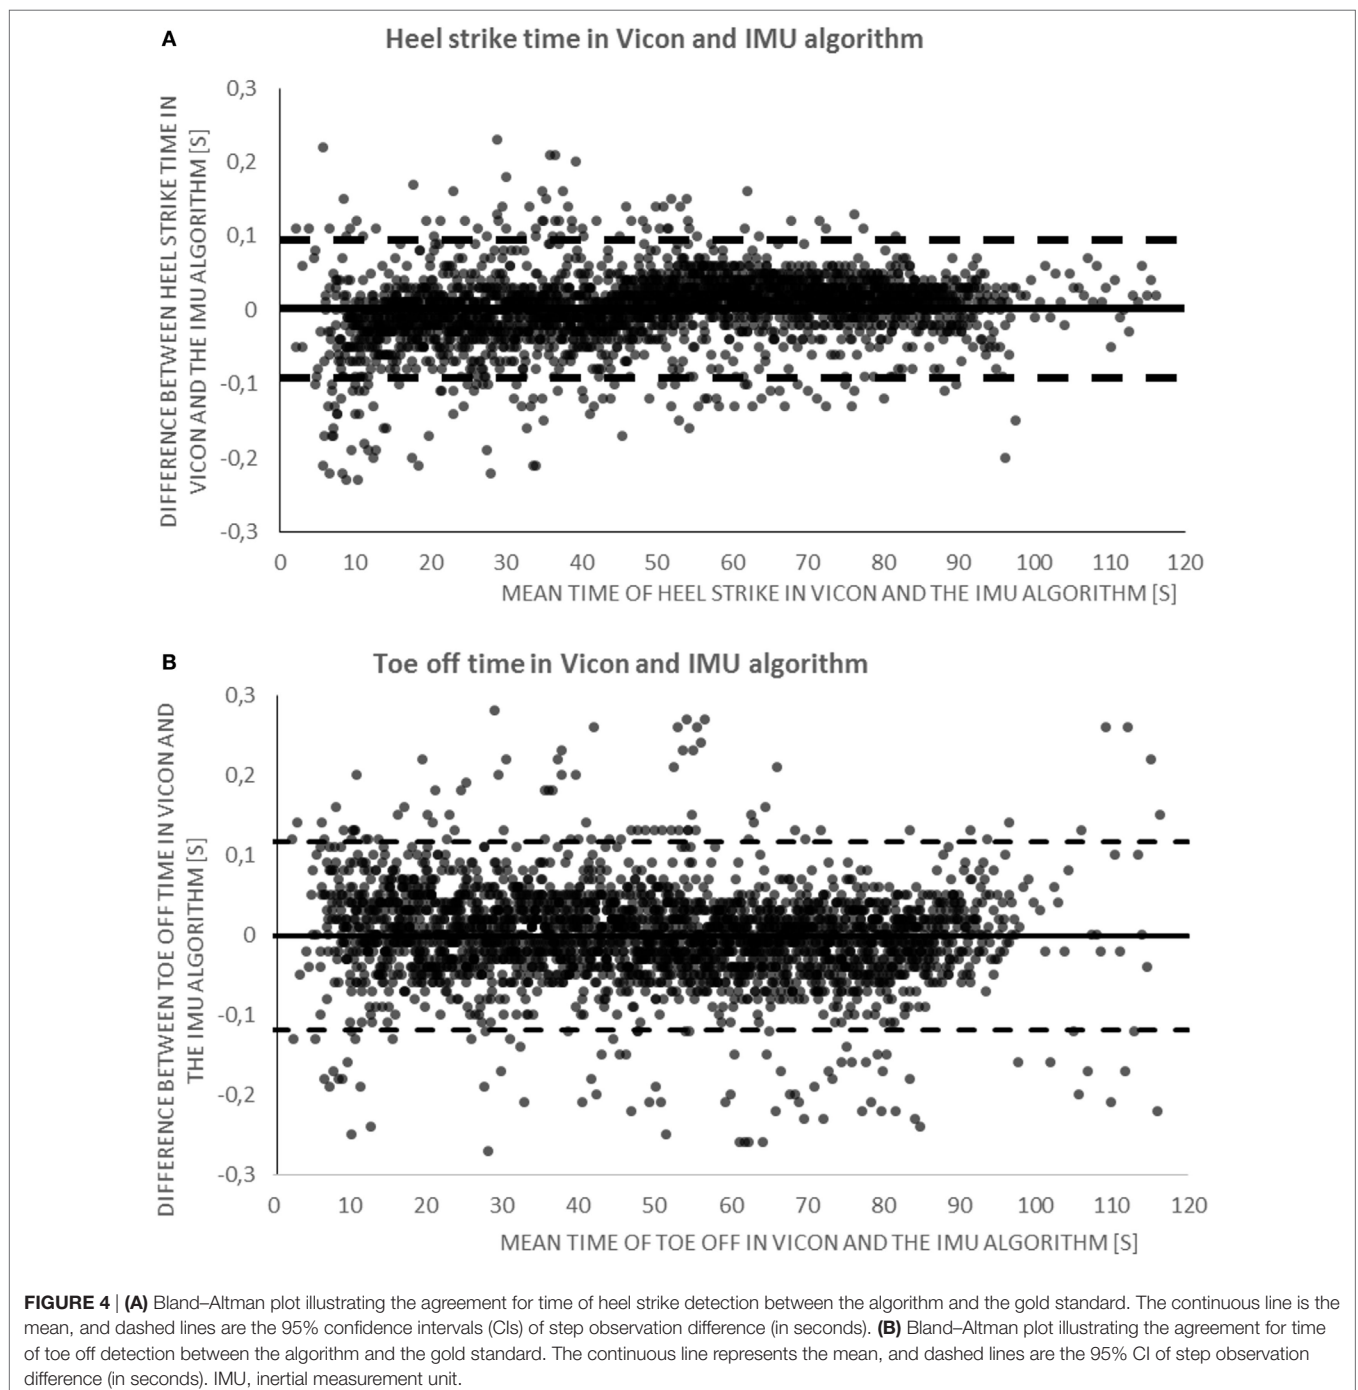 A
Heel strike time in Vicon and IMU algorithm
DIFFERENCE BETWEEN HEEL STRIKE TIME IN
VICON AND THE IMU ALGORITHM [S]
0,3
0,2
0,1
0
-0,1
-0,2
-0,3
0 10 20 30 40 50 60 70 80 90 100 110 120
MEAN TIME OF HEEL STRIKE IN VICON AND THE IMU ALGORITHM [S]
B
Toe off time in Vicon and IMU algorithm
DIFFERENCE BETWEEN TOE OFF TIME IN VICON AND
THE IMU ALGORITHM [S]
0,3
0,2
0,1
0
-0,1
-0,2
-0,3
0 10 20 30 40 50 60 70 80 90 100 110 120
MEAN TIME OF TOE OFF IN VICON AND THE IMU ALGORITHM [S]
FIGURE 4 | (A) Bland–Altman plot illustrating the agreement for time of heel strike detection between the algorithm and the gold standard. The continuous line is the
mean, and dashed lines are the 95% confidence intervals (CIs) of step observation difference (in seconds). (B) Bland–Altman plot illustrating the agreement for time
of toe off detection between the algorithm and the gold standard. The continuous line represents the mean, and dashed lines are the 95% CI of step observation
difference (in seconds). IMU, inertial measurement unit.